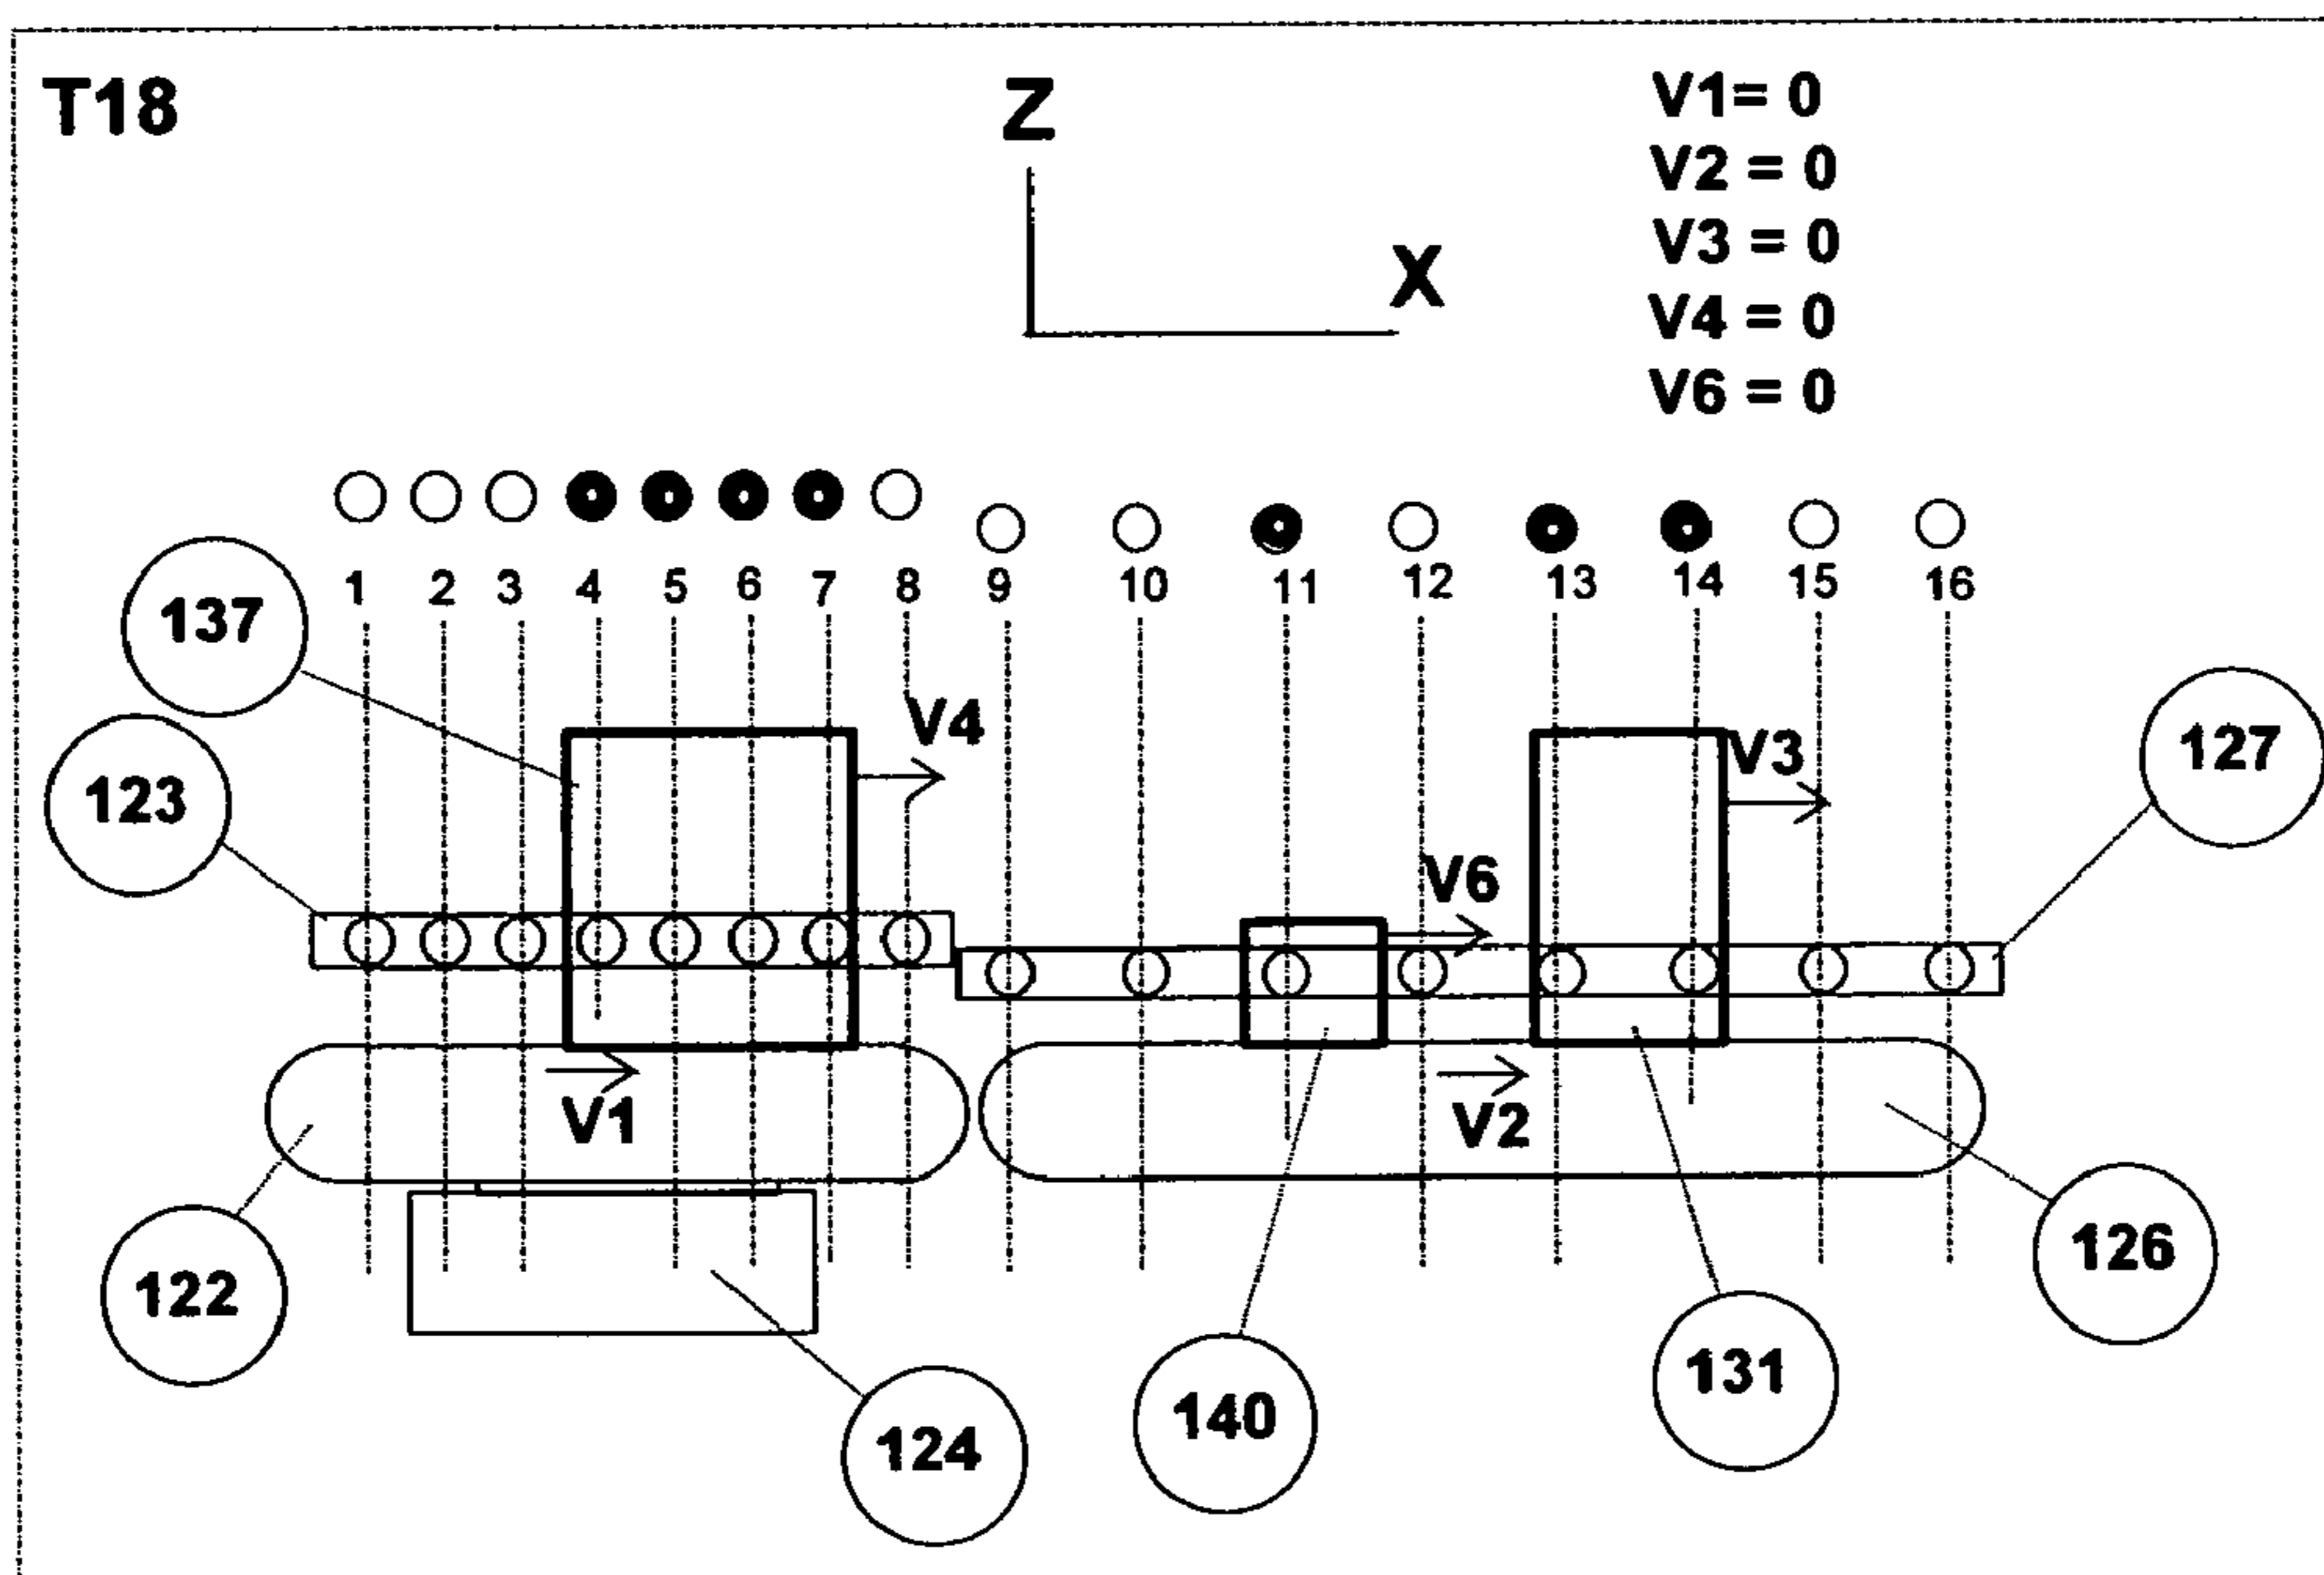 T18
Z
X
V1= 0
V2 = 0
V3 = 0
V4 = 0
V6 = 0
1 2 3 4 5 6 7 8 9 10 11 12 13 14 15 16
137
V4
V3
127
123
V6
V1
V2
122
126
140
131
124